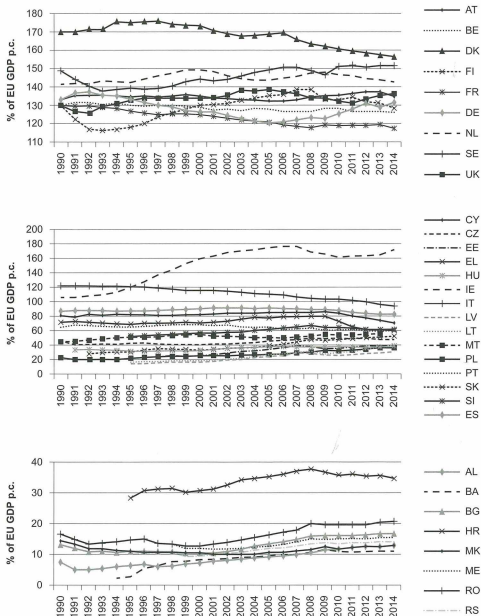 180
170
160
150
140
130
120
110
% of EU GDP p.c.
1990 1991 1992 1993 1994 1995 1996 1997 1998 1999 2000 2001 2002 2003 2004 2005 2006 2007 2008 2009 2010 2011 2012 2013 2014
AT
BE
DK
FI
FR
DE
NL
SE
UK
200
180
160
140
120
100
80
60
40
20
0
% of EU GDP p.c.
1990 1991 1992 1993 1994 1995 1996 1997 1998 1999 2000 2001 2002 2003 2004 2005 2006 2007 2008 2009 2010 2011 2012 2013 2014
CY
CZ
EE
EL
HU
IE
IT
LV
LT
MT
PL
PT
SK
SI
ES
40
30
20
10
0
% of EU GDP p.c.
1990 1991 1992 1993 1994 1995 1996 1997 1998 1999 2000 2001 2002 2003 2004 2005 2006 2007 2008 2009 2010 2011 2012 2013 2014
AL
BA
BG
HR
MK
ME
RO
RS